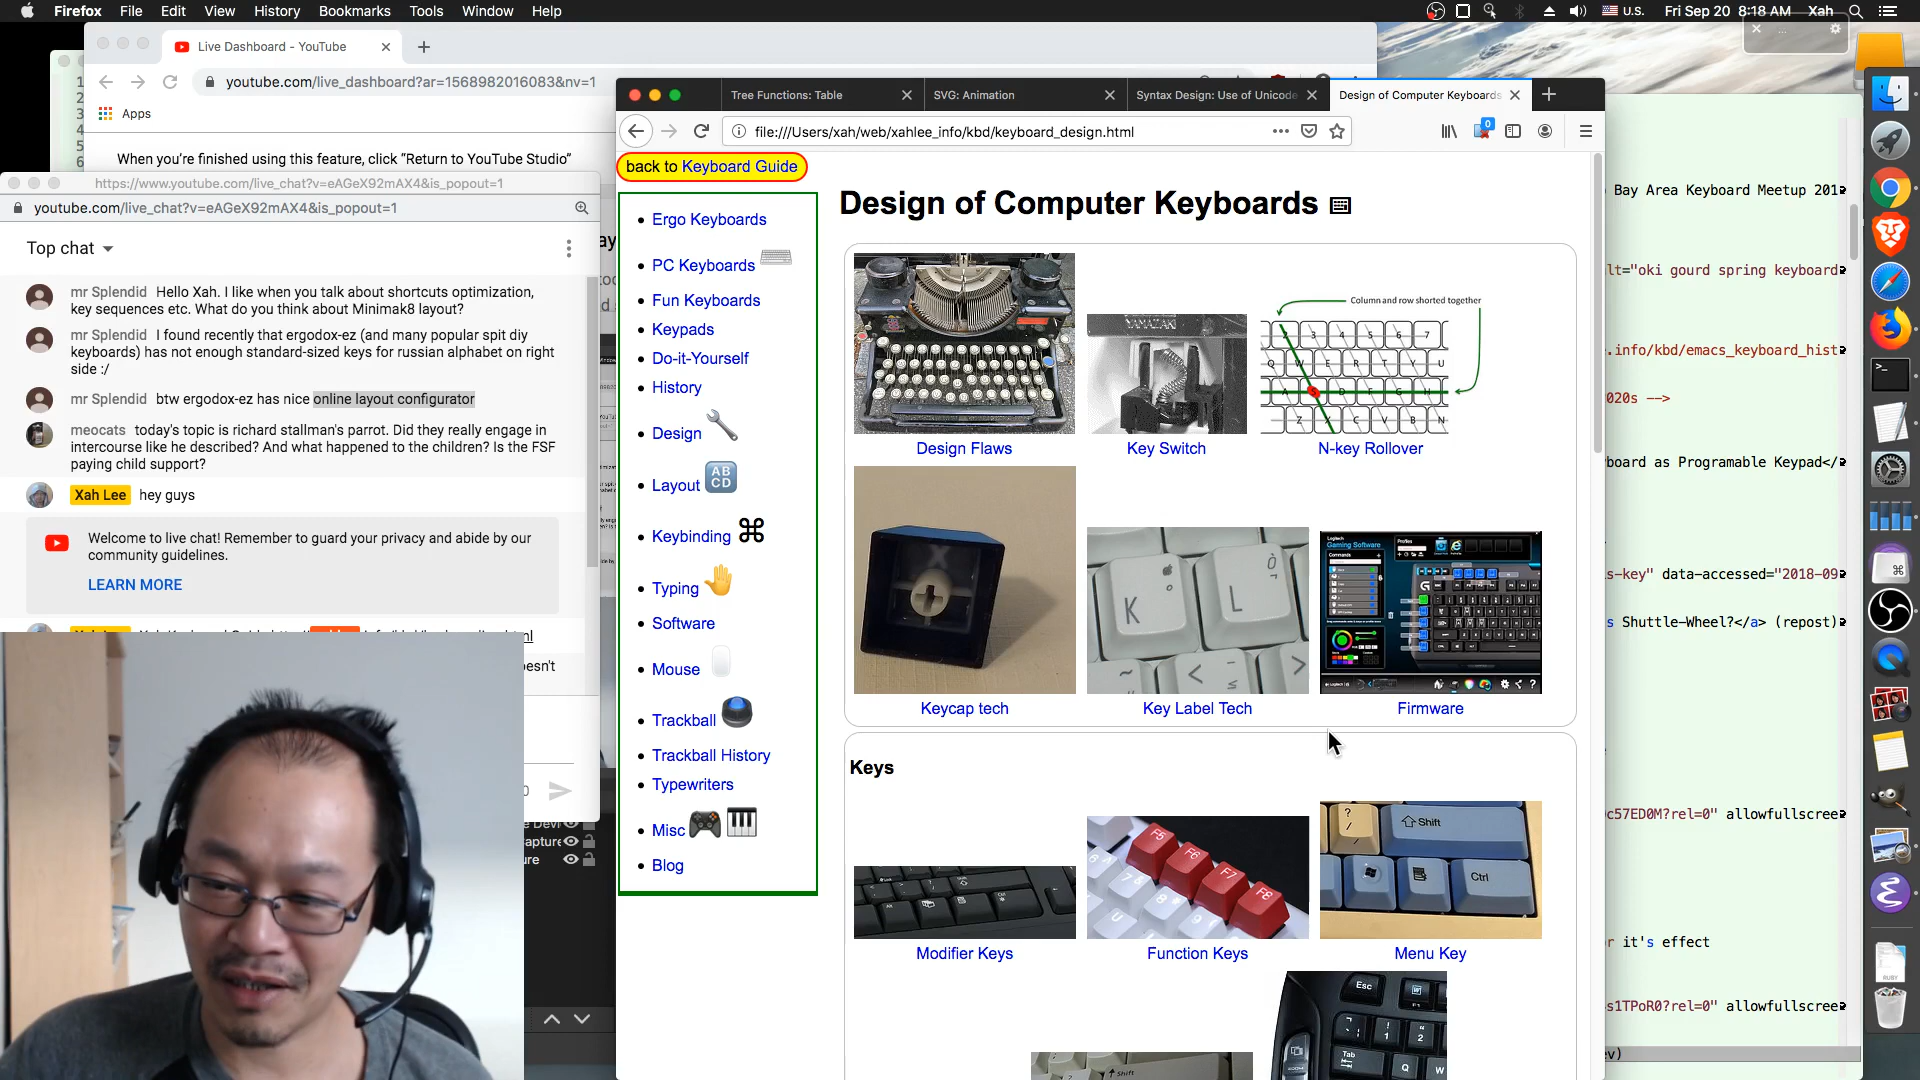 Firefox File Edit View History Bookmarks Tools Window Help
U.S. Fri Sep 20 8:18 AM Xah
Live Dashboard - YouTube
youtube.com/live_dashboard?ar=1568982016083&nv=1
Apps
When you're finished using this feature, click “Return to YouTube Studio”
https://www.youtube.com/live_chat?v=eAGeX92mAX4&is_popout=1
youtube.com/live_chat?v=eAGeX92mAX4&is_popout=1
Top chat
mr Splendid Hello Xah. I like when you talk about shortcuts optimization,
key sequences etc. What do you think about Minimak8 layout?
mr Splendid I found recently that ergodox-ez (and many popular spit diy
keyboards) has not enough standard-sized keys for russian alphabet on right
side :/
mr Splendid btw ergodox-ez has nice online layout configurator
meocats today's topic is richard stallman's parrot. Did they really engage in
intercourse like he described? And what happened to the children? Is the FSF
paying child support?
Xah Lee hey guys
Welcome to live chat! Remember to guard your privacy and abide by our
community guidelines.
LEARN MORE
Tree Functions: Table
SVG: Animation
Syntax Design: Use of Unicode
Design of Computer Keyboards
file:///Users/xah/web/xahlee_info/kbd/keyboard_design.html
back to Keyboard Guide
Ergo Keyboards
PC Keyboards
Fun Keyboards
Keypads
Do-it-Yourself
History
Design
Layout
Keybinding ⌘
Typing
Software
Mouse
Trackball
Trackball History
Typewriters
Misc
Blog
Design of Computer Keyboards
YAMAZAKI
Column and row shorted together
Design Flaws
Key Switch
N-key Rollover
Keycap tech
Key Label Tech
Firmware
Keys
Modifier Keys
Function Keys
Menu Key
F5
F6
F7
F8
Shift
Ctrl
Esc
Tab
Bay Area Keyboard Meetup 201
lt="oki gourd spring keyboard
.info/kbd/emacs_keyboard_hist
020s -->
board as Programable Keypad</
s-key" data-accessed="2018-09
s Shuttle-Wheel?</a> (repost)
c57ED0M?rel=0" allowfullscree
r it's effect
s1TPoR0?rel=0" allowfullscree